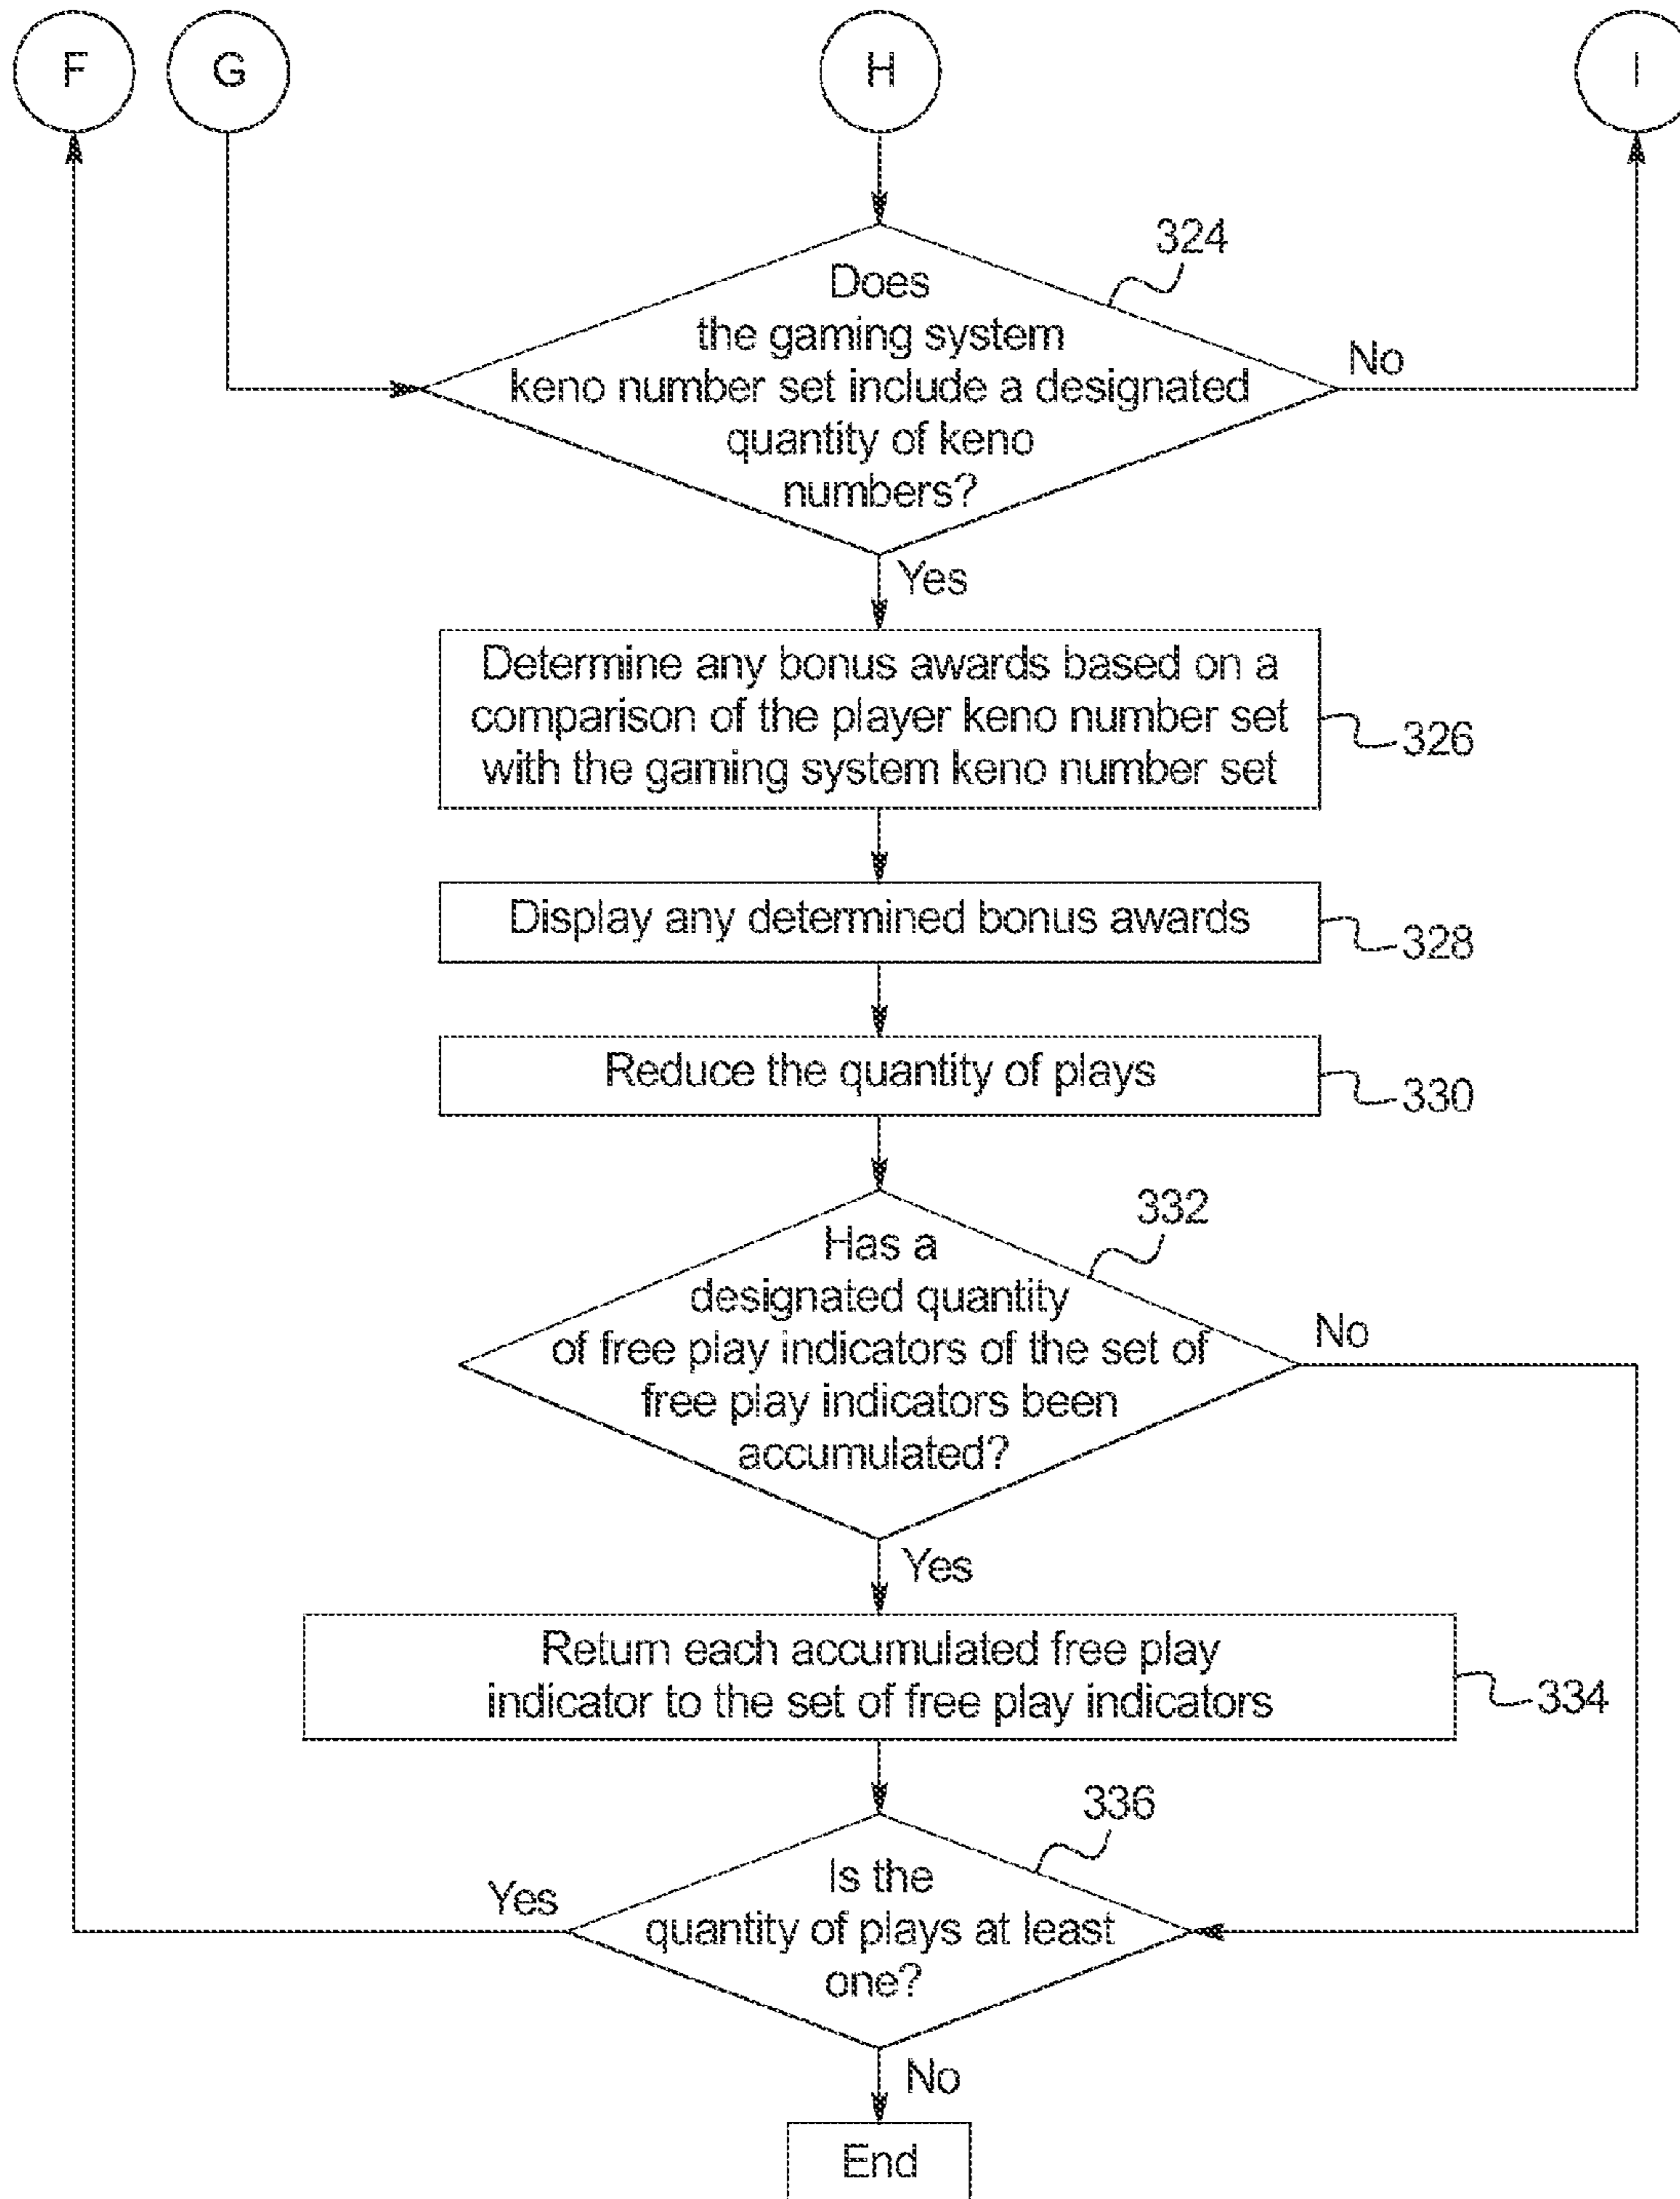 F
G
H
I
324
Does
the gaming system
keno number set include a designated
quantity of keno
numbers?
No
Yes
Determine any bonus awards based on a
comparison of the player keno number set
with the gaming system keno number set
326
Display any determined bonus awards
328
Reduce the quantity of plays
330
332
Has a
designated quantity
of free play indicators of the set of
free play indicators been
accumulated?
No
Yes
Return each accumulated free play
indicator to the set of free play indicators
334
336
Is the
quantity of plays at least
one?
Yes
No
End